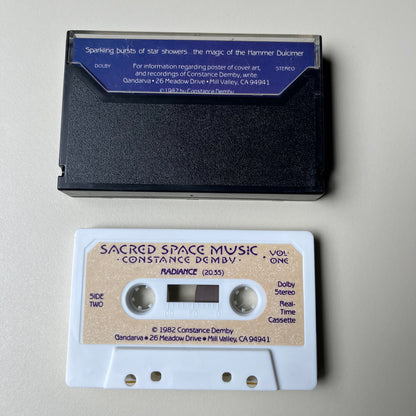 Sparkling bursts of star showers...the magic of the Hammer Dulcimer
DOLBY
STEREO
For information regarding poster of cover art,
and recordings of Constance Demby, write:
Gandarva • 26 Meadow Drive • Mill Valley, CA 94941
© 1982 by Constance Demby
SACRED SPACE MUSIC
• CONSTANCE DEMBY •
VOL.
ONE
RADIANCE (20:55)
SIDE
TWO
Dolby
Stereo
Real-
Time
Cassette
© 1982 Constance Demby
Gandarva • 26 Meadow Drive • Mill Valley, CA 94941